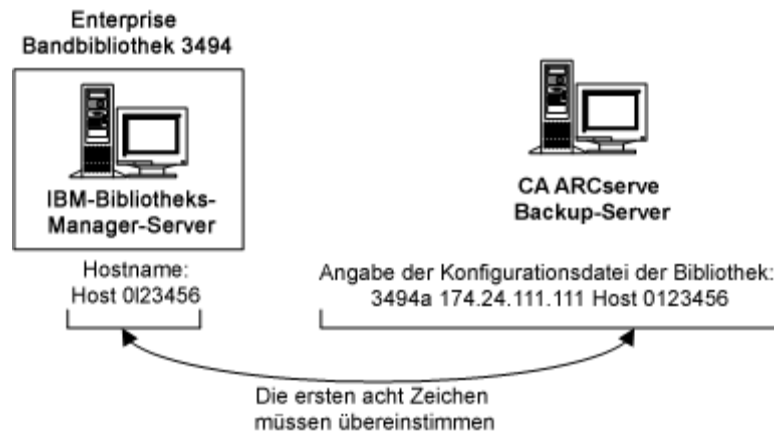 Enterprise
Bandbibliothek 3494
IBM-Bibliotheks-
Manager-Server
CA ARCserve
Backup-Server
Hostname:
Host 0I23456
Angabe der Konfigurationsdatei der Bibliothek:
3494a 174.24.111.111 Host 0123456
Die ersten acht Zeichen
müssen übereinstimmen